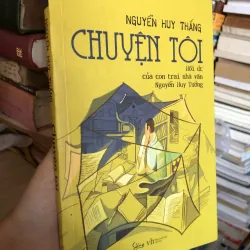 NGUYỄN HUY THẮNG
CHUYỆN TÔI
Hồi ức
của con trai nhà văn
Nguyễn Huy Tưởng